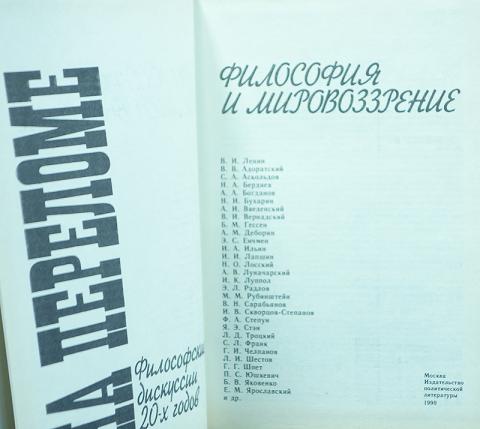 НА ПЕРЕЛОМЕ
Философские
дискуссии
20-х годов
ФИЛОСОФИЯ
И МИРОВОЗЗРЕНИЕ
В. И. Ленин
В. В. Адоратский
С. А. Аскольдов
Н. А. Бердяев
А. А. Богданов
Н. И. Бухарин
А. И. Введенский
В. И. Вернадский
Б. М. Гессен
А. М. Деборин
Э. С. Енчмен
И. А. Ильин
И. И. Лапшин
Н. О. Лосский
А. В. Луначарский
И. К. Луппол
Э. Л. Радлов
М. М. Рубинштейн
В. Н. Сарабьянов
И. И. Скворцов-Степанов
Ф. А. Степун
Я. Э. Стэн
Л. Д. Троцкий
С. Л. Франк
Г. И. Челпанов
Л. И. Шестов
Г. Г. Шпет
П. С. Юшкевич
Б. В. Яковенко
Е. М. Ярославский
и др.
Москва
Издательство
политической
литературы
1990